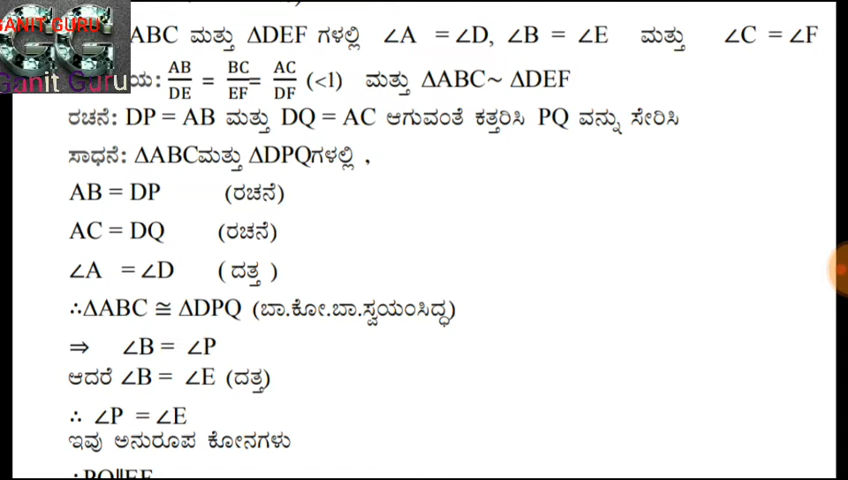 GANIT GURU
Ganit Guru
ABC ಮತ್ತು ΔDEF ಗಳಲ್ಲಿ ∠A =∠D, ∠B = ∠E ಮತ್ತು ∠C = ∠F
ಯ: AB/DE = BC/EF = AC/DF (<1) ಮತ್ತು ΔABC~ ΔDEF
ರಚನೆ: DP = AB ಮತ್ತು DQ = AC ಆಗುವಂತೆ ಕತ್ತರಿಸಿ PQ ವನ್ನು ಸೇರಿಸಿ
ಸಾಧನೆ: ΔABCಮತ್ತು ΔDPQಗಳಲ್ಲಿ ,
AB = DP (ರಚನೆ)
AC = DQ (ರಚನೆ)
∠A =∠D ( ದತ್ತ )
∴ΔABC ≅ ΔDPQ (ಬಾ.ಕೋ.ಬಾ.ಸ್ವಯಂಸಿದ್ಧ)
⇒ ∠B = ∠P
ಆದರೆ ∠B = ∠E (ದತ್ತ)
∴ ∠P =∠E
ಇವು ಅನುರೂಪ ಕೋನಗಳು
∴PQ∥EF